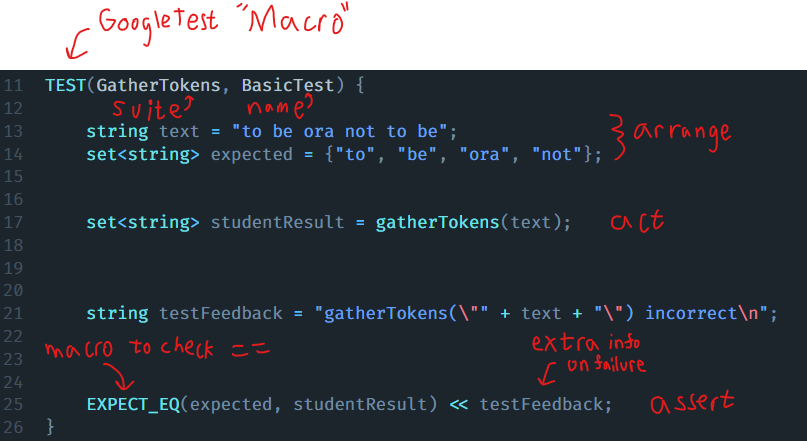 GoogleTest "Macro"
11 TEST(GatherTokens, BasicTest) {
12 suite name
13 string text = "to be ora not to be"; arrange
14 set<string> expected = {"to", "be", "ora", "not"};
15
16
17 set<string> studentResult = gatherTokens(text); act
18
19
20
21 string testFeedback = "gatherTokens(\"" + text + "\") incorrect\n";
22
macro to check == extra info
23 on failure
24
25 EXPECT_EQ(expected, studentResult) << testFeedback; assert
26 }